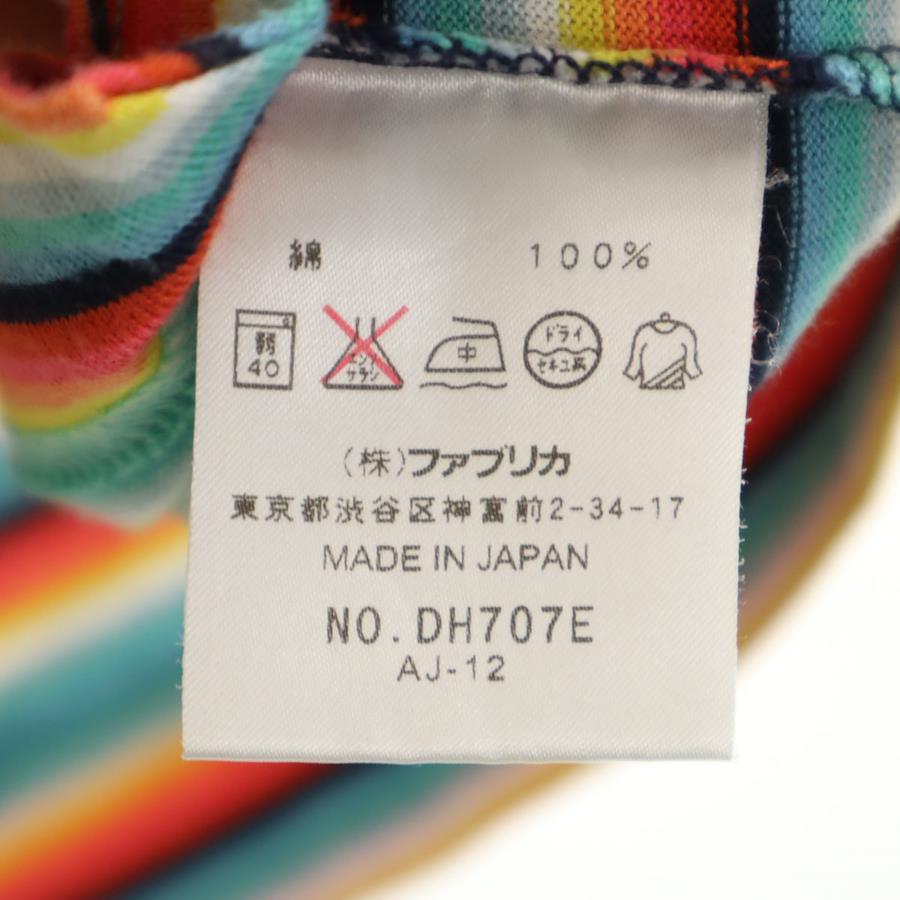 綿 100%
弱 40 エンソ サラシ 中 ドライ セキユ系
(株)ファブリカ
東京都渋谷区神宮前2-34-17
MADE IN JAPAN
NO. DH707E
AJ-12